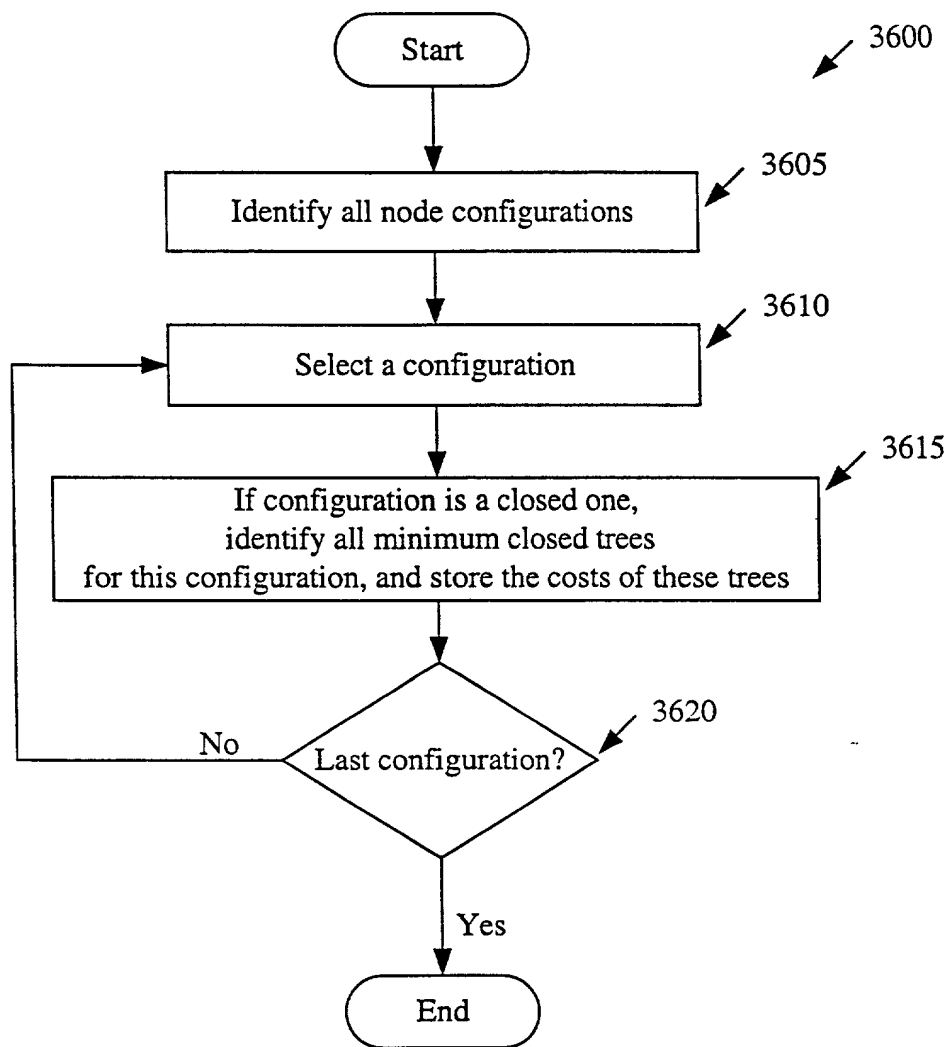 Start
3600
3605
Identify all node configurations
3610
Select a configuration
3615
If configuration is a closed one,
identify all minimum closed trees
for this configuration, and store the costs of these trees
3620
No
Last configuration?
Yes
End